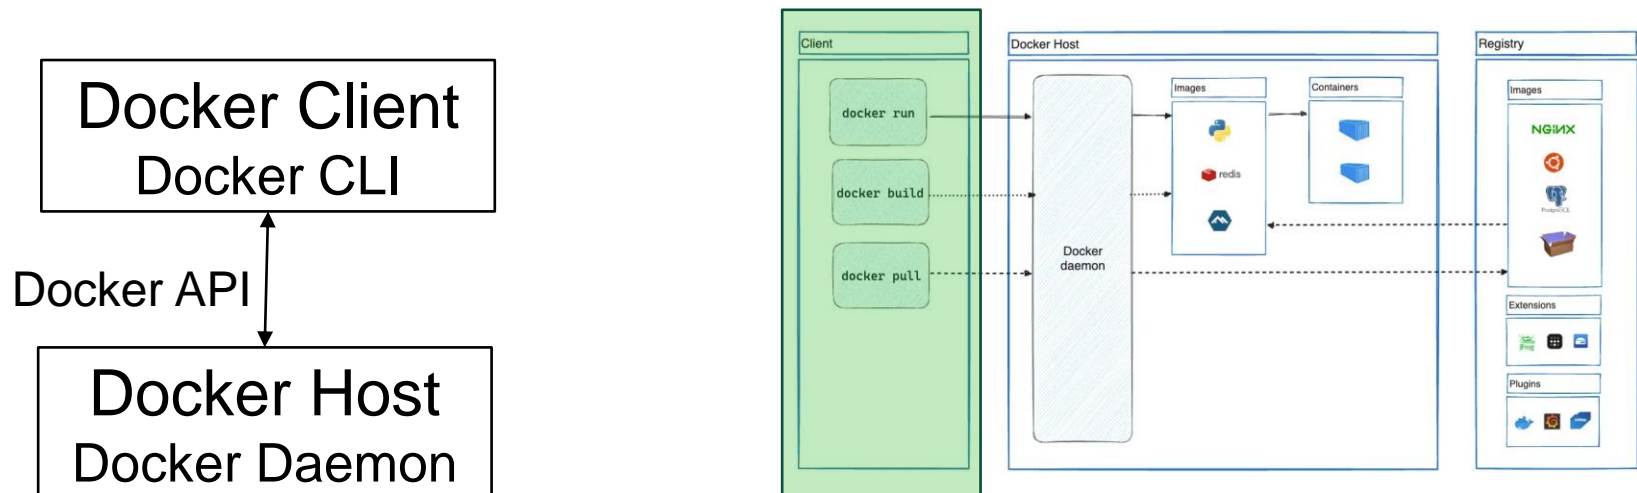 Docker Client
Docker CLI
Docker API
Docker Host
Docker Daemon
Client
docker run
docker build
docker pull
Docker Host
Docker
daemon
Images
redis
Containers
Registry
Images
NGINX
PostgreSQL
Extensions
Plugins